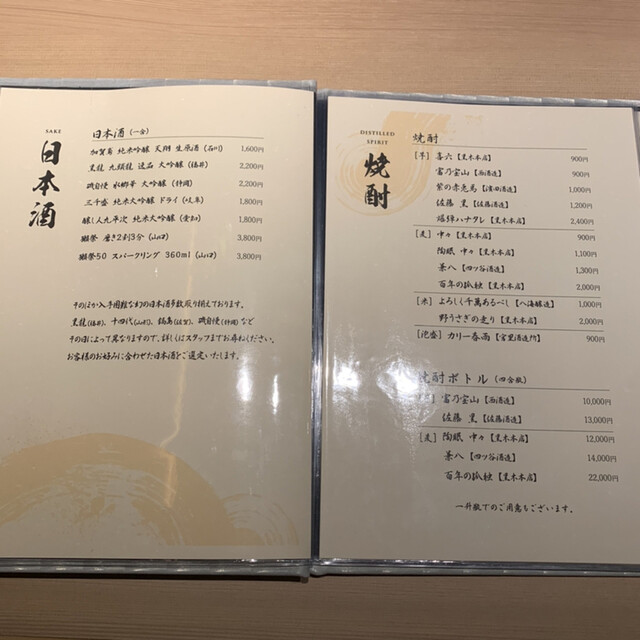 SAKE
日本酒
日本酒（一合）
加賀鳶 純米吟醸 翔 生原酒（石川） 1,600円
黒龍 九頭龍 逸品 大吟醸（福井） 2,200円
磯自慢 水響華 大吟醸（静岡） 2,200円
三千盛 純米大吟醸 ドライ（岐阜） 1,800円
醸し人九平次 純米大吟醸（愛知） 1,800円
獺祭 磨き2割3分（山口） 3,800円
獺祭50 スパークリング 360ml（山口） 3,800円
そのほか入手困難な幻の日本酒多数取り揃えております。
黒龍（福井）、十四代（山形）、鍋島（佐賀）、磯自慢（静岡）など
その日によって異なりますので、詳しくはスタッフまでお尋ねください。
お客様のお好みに合わせた日本酒をご選定いたします。
DISTILLED
SPIRIT
焼酎
焼酎
［芋］喜六【黒木本店】 900円
富乃宝山【西酒造】 900円
紫の赤兎馬【濵田酒造】 1,000円
佐藤 黒【佐藤酒造】 1,200円
爆弾ハナタレ【黒木本店】 2,400円
［麦］中々【黒木本店】 900円
陶眠 中々【黒木本店】 1,100円
兼八【四ツ谷酒造】 1,300円
百年の孤独【黒木本店】 2,000円
［米］よろしく千萬あるべし【八海醸造】 1,000円
野うさぎの走り【黒木本店】 2,000円
［泡盛］カリー春雨【宮里酒造所】 900円
焼酎ボトル（四合瓶）
富乃宝山【西酒造】 10,000円
佐藤 黒【佐藤酒造】 13,000円
［麦］陶眠 中々【黒木本店】 12,000円
兼八【四ツ谷酒造】 14,000円
百年の孤独【黒木本店】 22,000円
一升瓶でのご用意もございます。